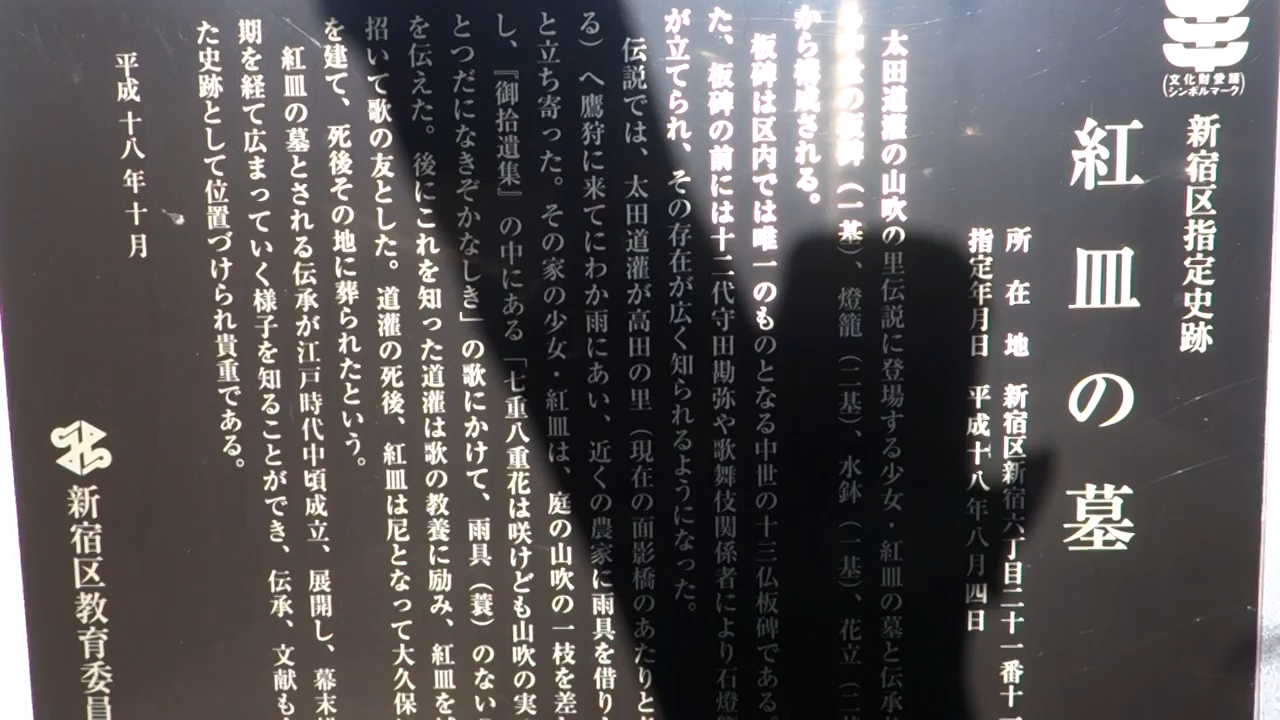 (文化財愛護
シンボルマーク)
新宿区指定史跡
紅皿の墓
所在地 新宿区新宿六丁目二十一番十一
指定年月日 平成十八年八月四日
太田道灌の山吹の里伝説に登場する少女・紅皿の墓と伝承
の板碑（一基）、燈籠（二基）、水鉢（一基）、花立（二
から構成される。
板碑は区内では唯一のものとなる中世の十三仏板碑である。
た、板碑の前には十二代守田勘弥や歌舞伎関係者により石燈
が立てられ、その存在が広く知られるようになった。
伝説では、太田道灌が高田の里（現在の面影橋のあたりと
る）へ鷹狩に来てにわか雨にあい、近くの農家に雨具を借り
と立ち寄った。その家の少女・紅皿は、庭の山吹の一枝を差
し、『御拾遺集』の中にある「七重八重花は咲けども山吹の実
とつだになきぞかなしき」の歌にかけて、雨具（蓑）のない
を伝えた。後にこれを知った道灌は歌の教養に励み、紅皿を
招いて歌の友とした。道灌の死後、紅皿は尼となって大久保
を建て、死後その地に葬られたという。
紅皿の墓とされる伝承が江戸時代中頃成立、展開し、幕末
期を経て広まっていく様子を知ることができ、伝承、文献も
た史跡として位置づけられ貴重である。
平成十八年十月
新宿区教育委員